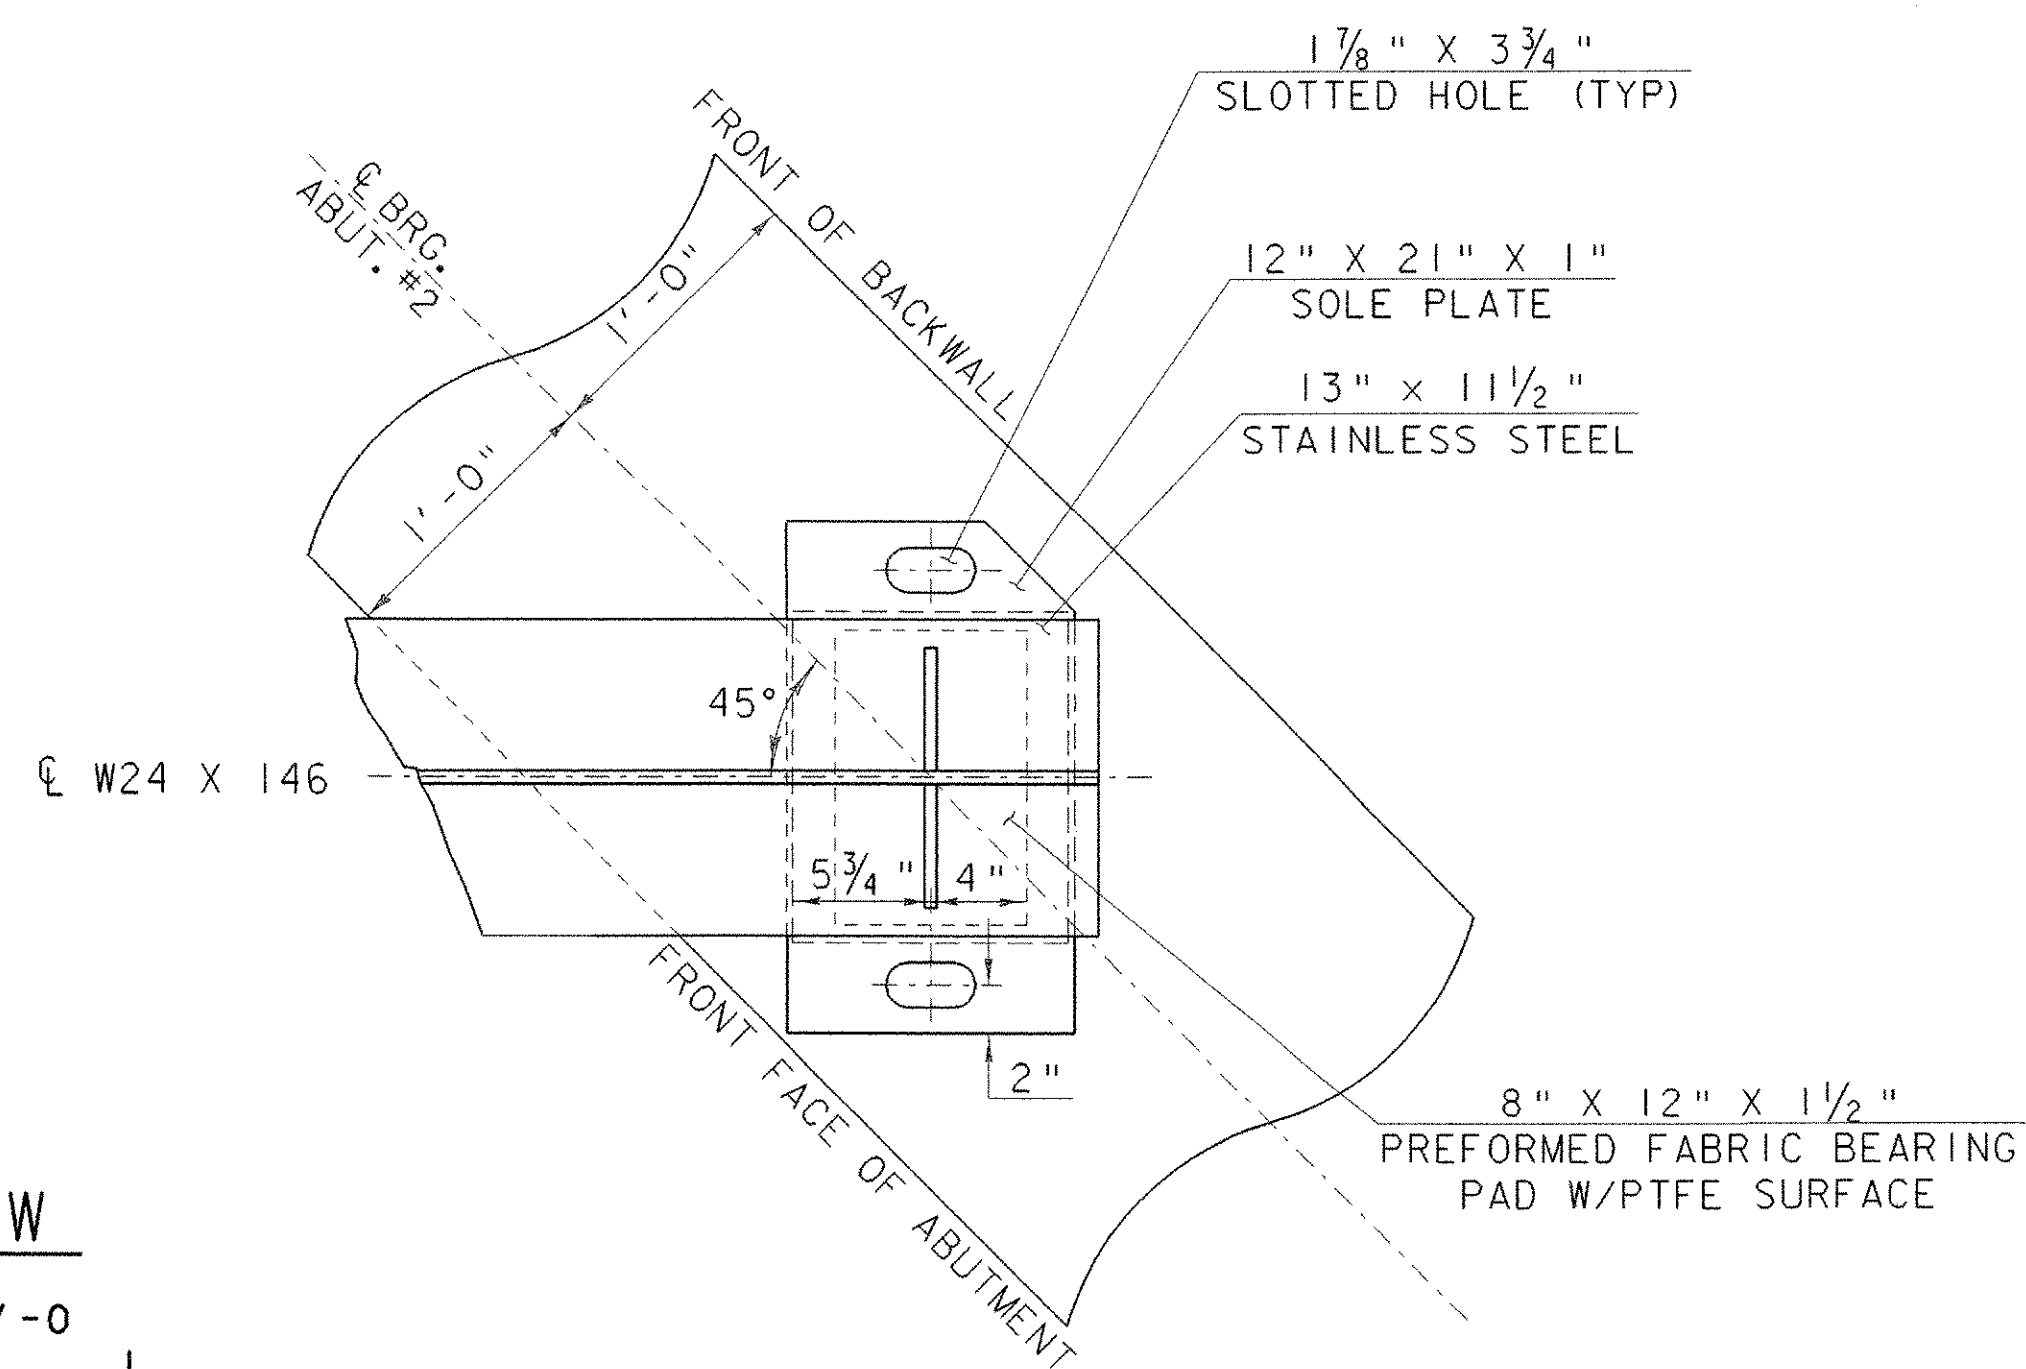 1 7/8 " X 3 3/4 "
SLOTTED HOLE (TYP)
FRONT OF BACKWALL
℄ BRG.
ABUT. #2
1'-0"
12" X 21" X 1"
SOLE PLATE
13" x 11 1/2 "
STAINLESS STEEL
1'-0"
45°
℄ W24 X 146
5 3/4 "
4"
FRONT FACE OF ABUTMENT
2"
8" X 12" X 1 1/2 "
PREFORMED FABRIC BEARING
PAD W/PTFE SURFACE
W
-0